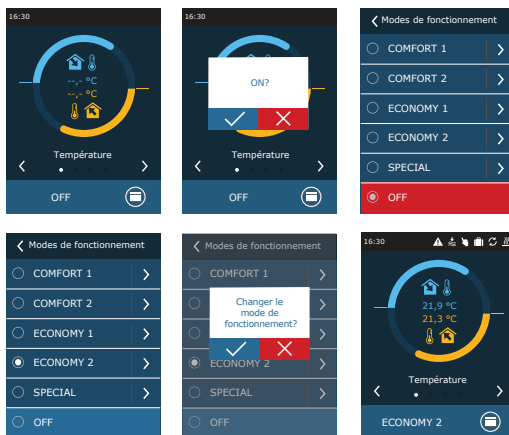 16:30
--,- °C
--,- °C
Température
OFF
16:30
ON?
Température
OFF
Modes de fonctionnement
COMFORT 1
COMFORT 2
ECONOMY 1
ECONOMY 2
SPECIAL
OFF
Modes de fonctionnement
COMFORT 1
COMFORT 2
ECONOMY 1
ECONOMY 2
SPECIAL
OFF
Modes de fonctionnement
COMFORT 1
Changer le
mode de
fonctionnement?
ECONOMY 2
SPECIAL
OFF
16:30
21,9 °C
21,3 °C
Température
ECONOMY 2